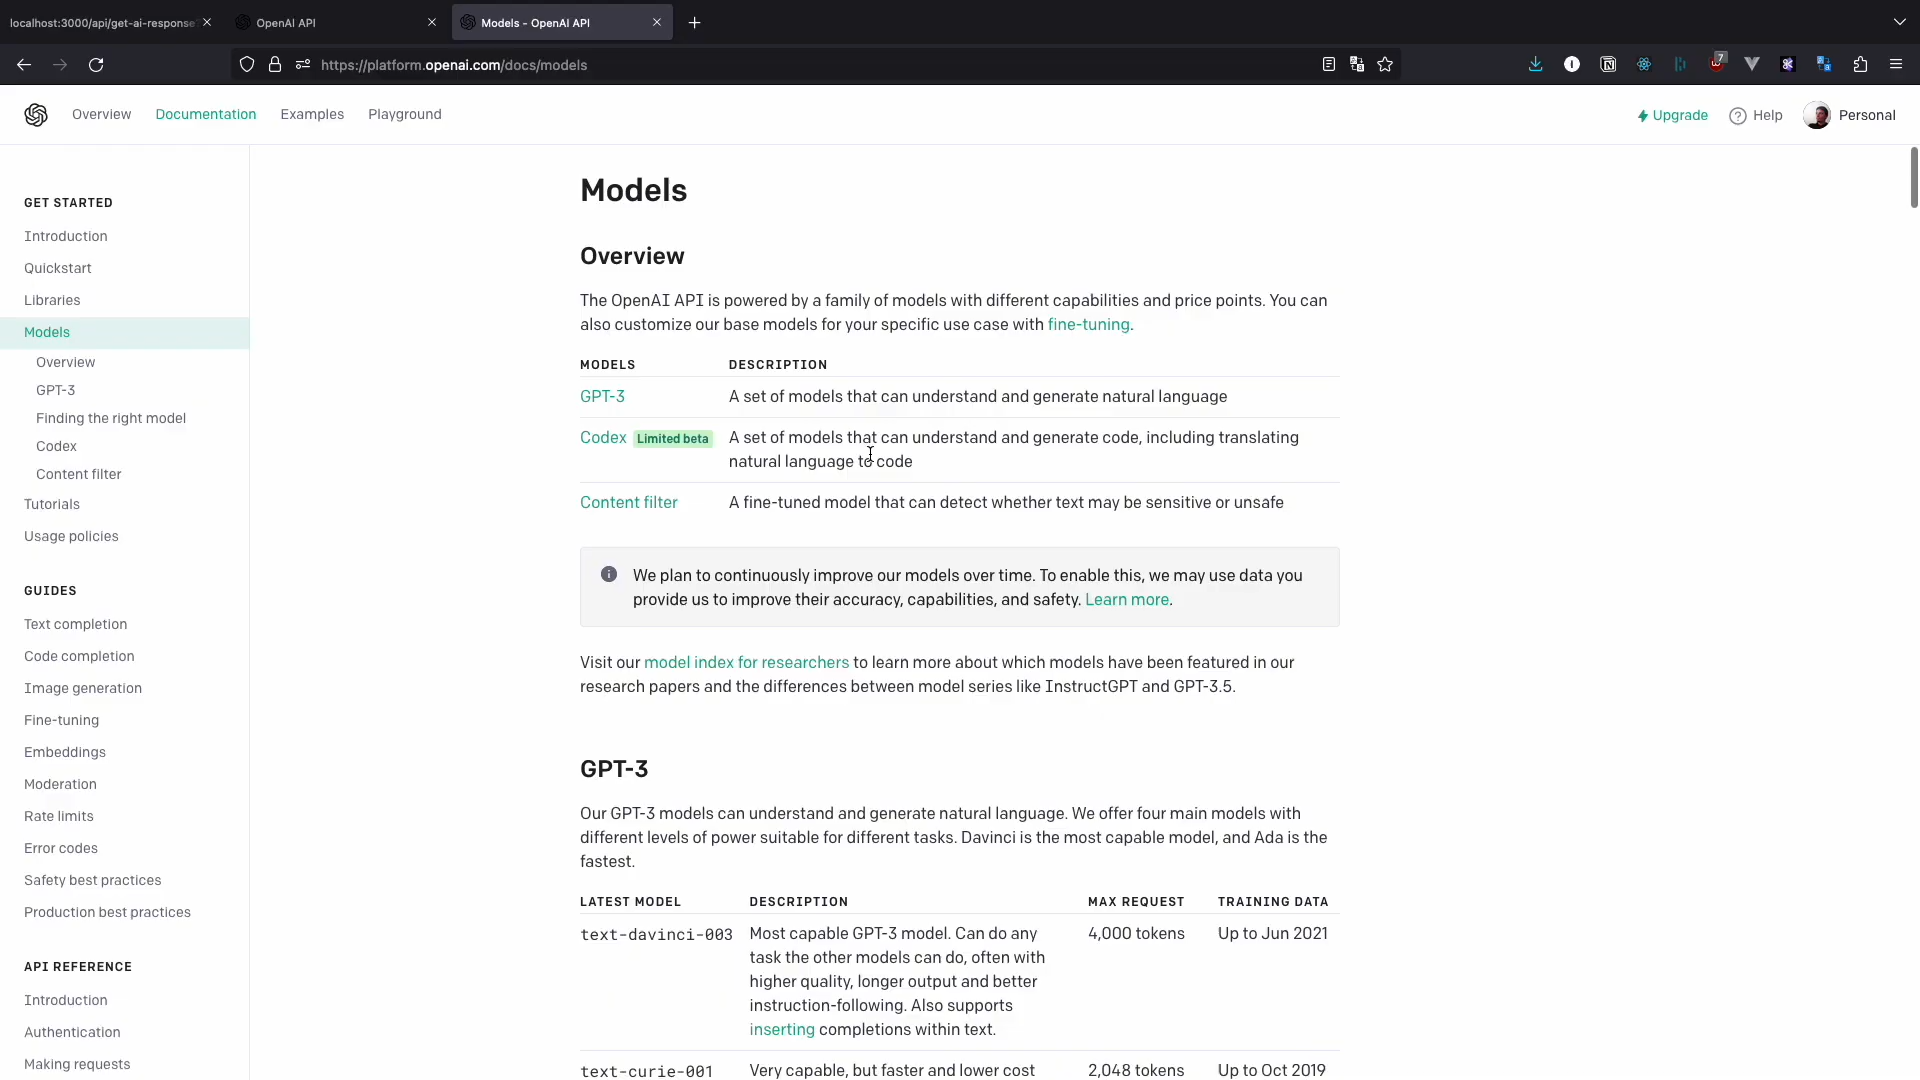 localhost:3000/api/get-ai-response
OpenAI API
Models - OpenAI API
https://platform.openai.com/docs/models
7
Overview
Documentation
Examples
Playground
Upgrade
Help
Personal
GET STARTED
Introduction
Quickstart
Libraries
Models
Overview
GPT-3
Finding the right model
Codex
Content filter
Tutorials
Usage policies
GUIDES
Text completion
Code completion
Image generation
Fine-tuning
Embeddings
Moderation
Rate limits
Error codes
Safety best practices
Production best practices
API REFERENCE
Introduction
Authentication
Making requests
Models
Overview
The OpenAI API is powered by a family of models with different capabilities and price points. You can
also customize our base models for your specific use case with fine-tuning.
MODELS DESCRIPTION
GPT-3 A set of models that can understand and generate natural language
Codex Limited beta A set of models that can understand and generate code, including translating
natural language to code
Content filter A fine-tuned model that can detect whether text may be sensitive or unsafe
We plan to continuously improve our models over time. To enable this, we may use data you
provide us to improve their accuracy, capabilities, and safety. Learn more.
Visit our model index for researchers to learn more about which models have been featured in our
research papers and the differences between model series like InstructGPT and GPT-3.5.
GPT-3
Our GPT-3 models can understand and generate natural language. We offer four main models with
different levels of power suitable for different tasks. Davinci is the most capable model, and Ada is the
fastest.
LATEST MODEL DESCRIPTION MAX REQUEST TRAINING DATA
text-davinci-003 Most capable GPT-3 model. Can do any 4,000 tokens Up to Jun 2021
task the other models can do, often with
higher quality, longer output and better
instruction-following. Also supports
inserting completions within text.
text-curie-001 Very capable, but faster and lower cost 2,048 tokens Up to Oct 2019